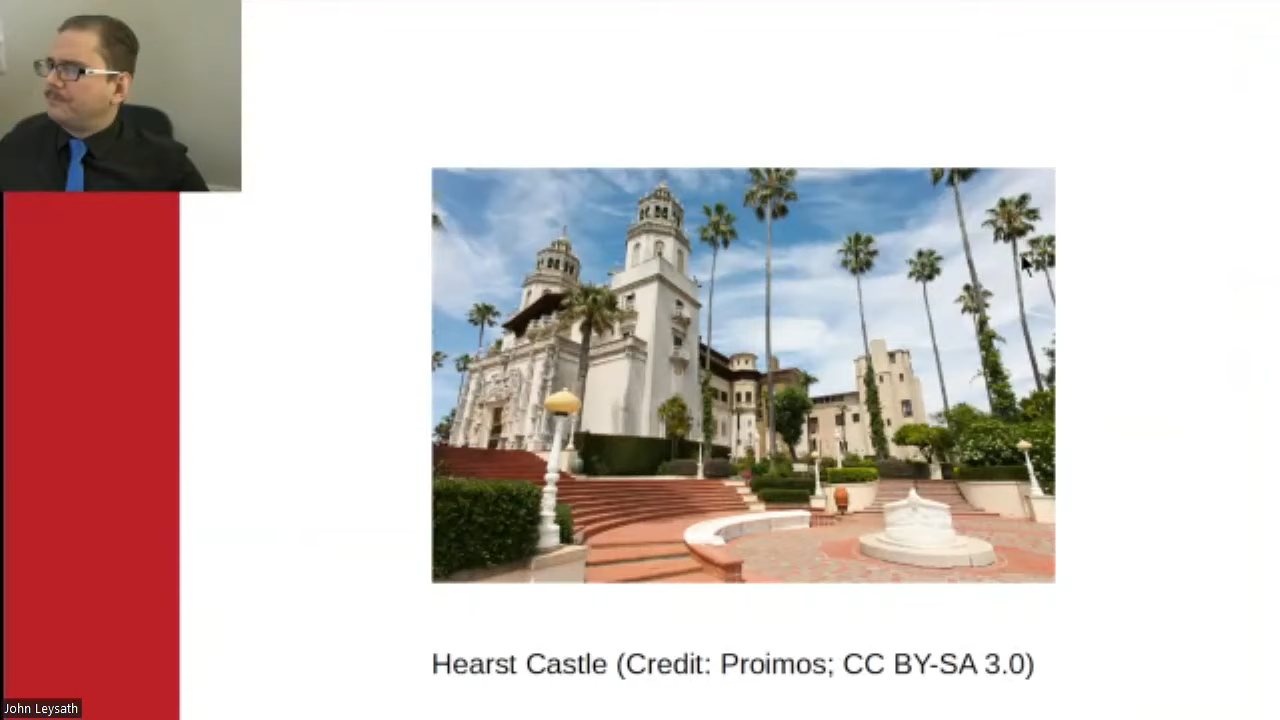 Hearst Castle (Credit: Proimos; CC BY-SA 3.0)
John Leysath